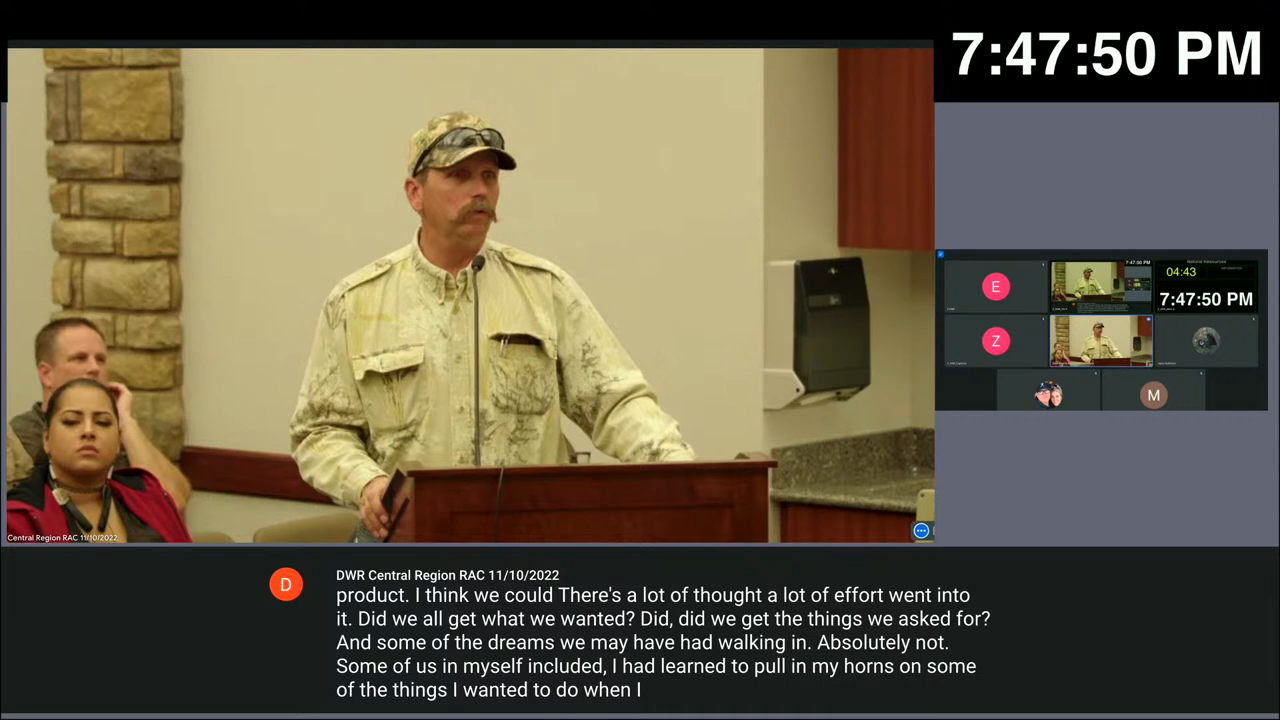 7:47:50 PM
E
7:47:50 PM
04:43
7:47:50 PM
Z
M
Central Region RAC 11/10/2022
D
DWR Central Region RAC 11/10/2022
product. I think we could There's a lot of thought a lot of effort went into
it. Did we all get what we wanted? Did, did we get the things we asked for?
And some of the dreams we may have had walking in. Absolutely not.
Some of us in myself included, I had learned to pull in my horns on some
of the things I wanted to do when I